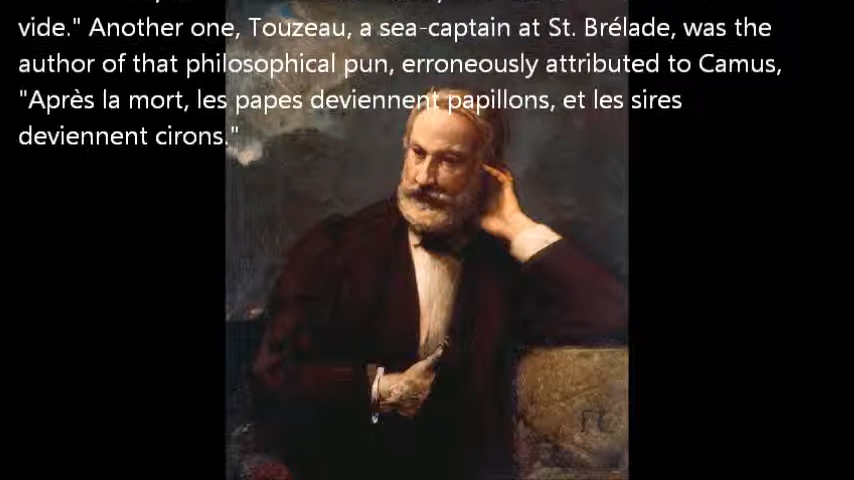 vide." Another one, Touzeau, a sea-captain at St. Brélade, was the
author of that philosophical pun, erroneously attributed to Camus,
"Après la mort, les papes deviennent papillons, et les sires
deviennent cirons."